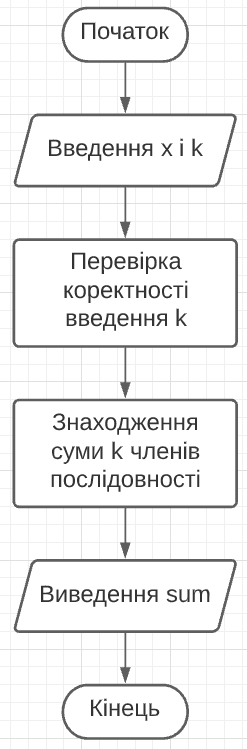 Початок
Введення x і k
Перевірка
коректності
введення k
Знаходження
суми k членів
послідовності
Виведення sum
Кінець